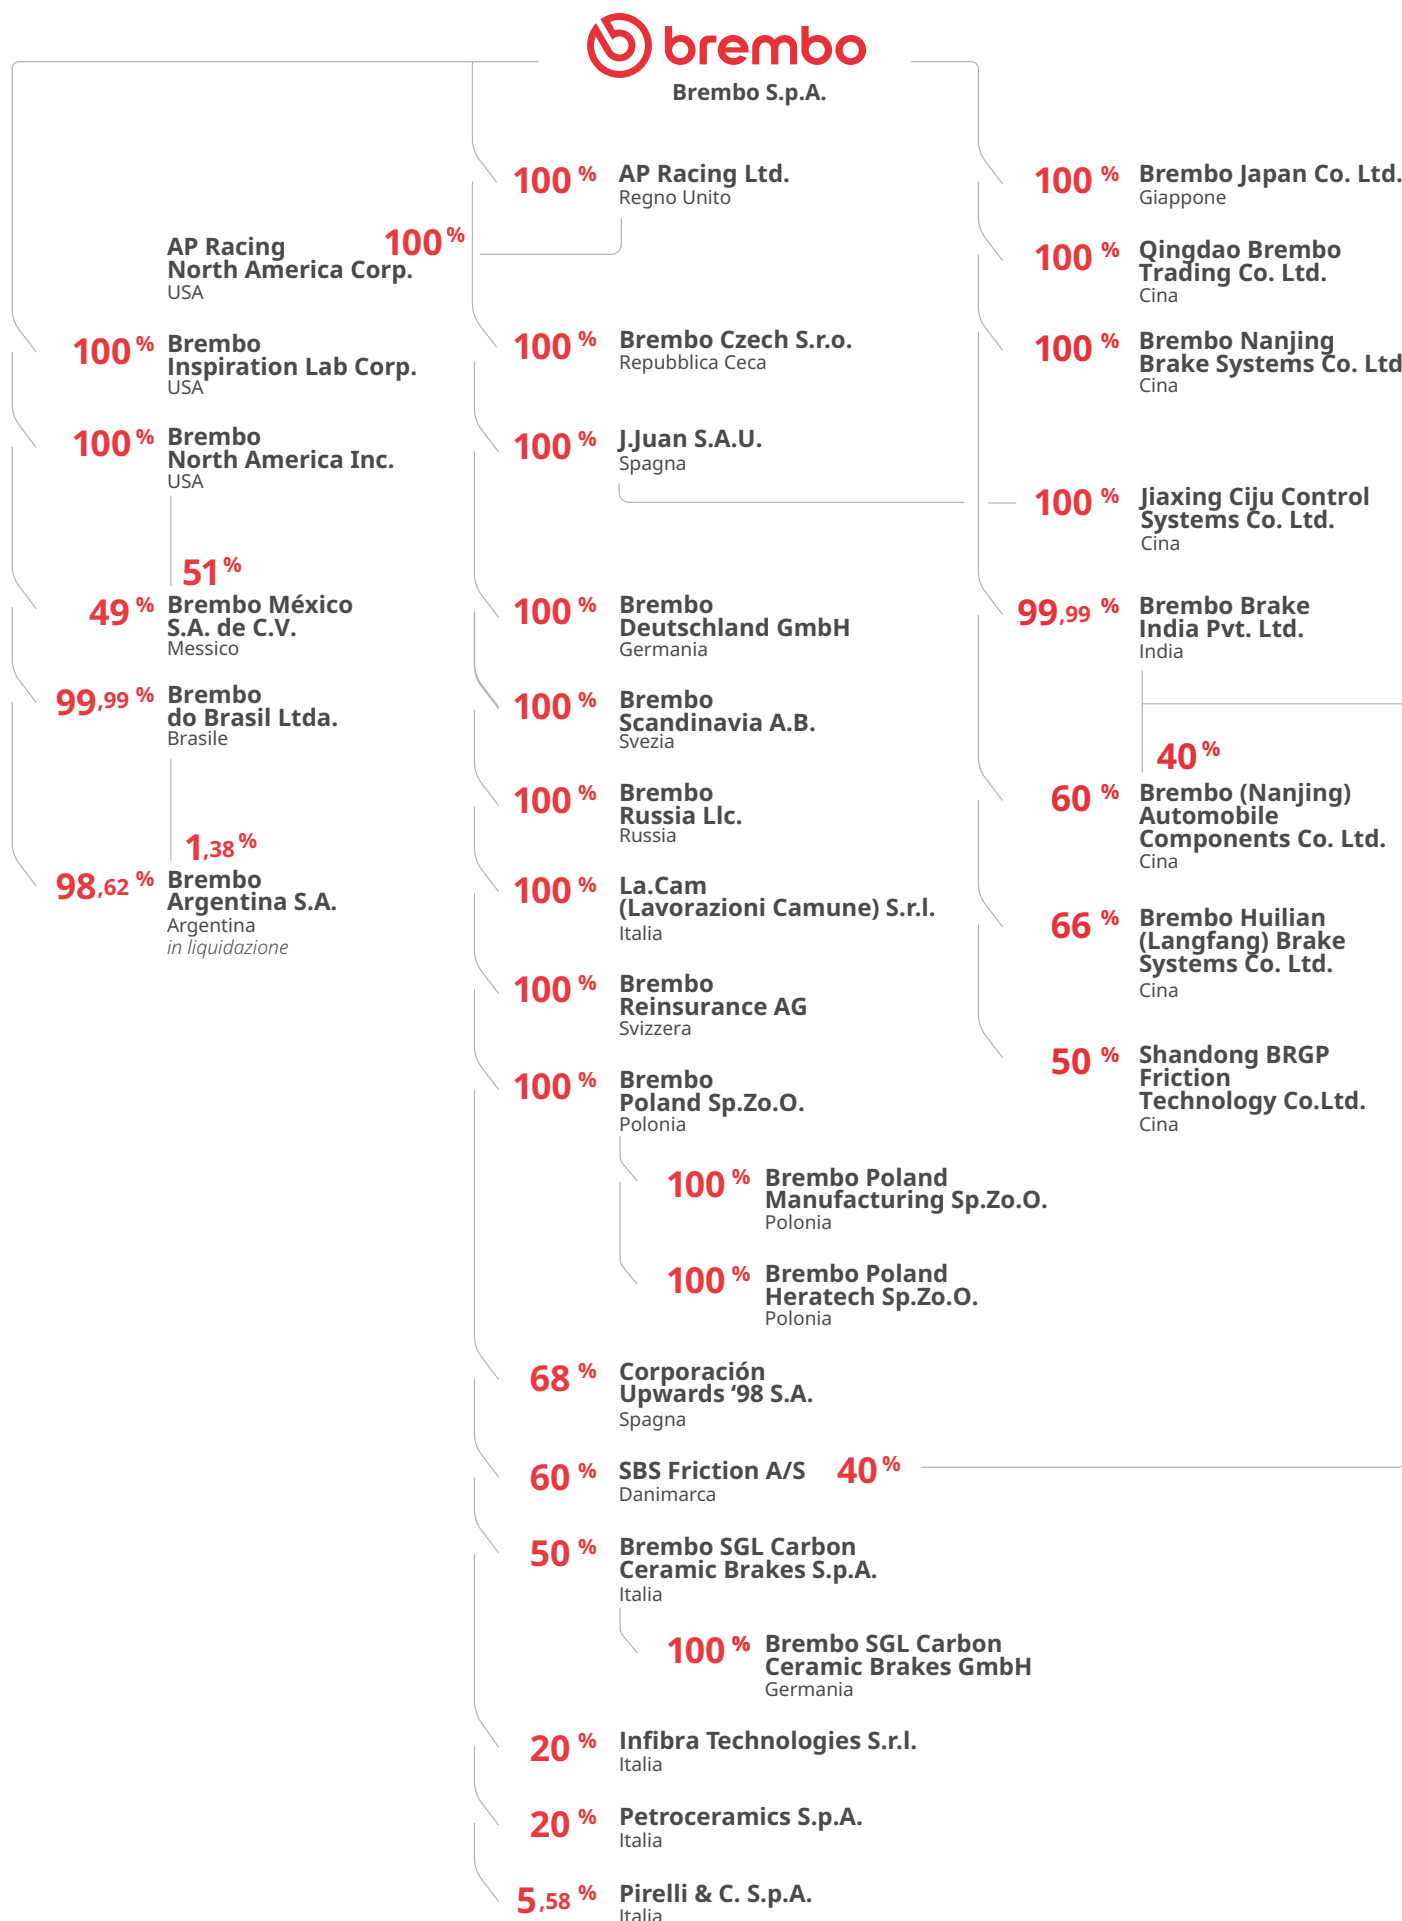 brembo
Brembo S.p.A.
AP Racing
North America Corp.
USA
100%
100%
Brembo
Inspiration Lab Corp.
USA
100%
Brembo
North America Inc.
USA
51%
49%
Brembo México
S.A. de C.V.
Messico
99,99%
Brembo
do Brasil Ltda.
Brasile
1,38%
98,62%
Brembo
Argentina S.A.
Argentina
in liquidazione
100%
AP Racing Ltd.
Regno Unito
100%
Brembo Czech S.r.o.
Repubblica Ceca
100%
J.Juan S.A.U.
Spagna
100%
Brembo
Deutschland GmbH
Germania
100%
Brembo
Scandinavia A.B.
Svezia
100%
Brembo
Russia Llc.
Russia
100%
La.Cam
(Lavorazioni Camune) S.r.l.
Italia
100%
Brembo
Reinsurance AG
Svizzera
100%
Brembo
Poland Sp.Zo.O.
Polonia
100%
Brembo Poland
Manufacturing Sp.Zo.O.
Polonia
100%
Brembo Poland
Heratech Sp.Zo.O.
Polonia
68%
Corporación
Upwards ‘98 S.A.
Spagna
60%
SBS Friction A/S
Danimarca
40%
50%
Brembo SGL Carbon
Ceramic Brakes S.p.A.
Italia
100%
Brembo SGL Carbon
Ceramic Brakes GmbH
Germania
20%
Infibra Technologies S.r.l.
Italia
20%
Petroceramics S.p.A.
Italia
5,58%
Pirelli & C. S.p.A.
Italia
100%
Brembo Japan Co. Ltd.
Giappone
100%
Qingdao Brembo
Trading Co. Ltd.
Cina
100%
Brembo Nanjing
Brake Systems Co. Ltd
Cina
100%
Jiaxing Ciju Control
Systems Co. Ltd.
Cina
99,99%
Brembo Brake
India Pvt. Ltd.
India
40%
60%
Brembo (Nanjing)
Automobile
Components Co. Ltd.
Cina
66%
Brembo Huilian
(Langfang) Brake
Systems Co. Ltd.
Cina
50%
Shandong BRGP
Friction
Technology Co.Ltd.
Cina